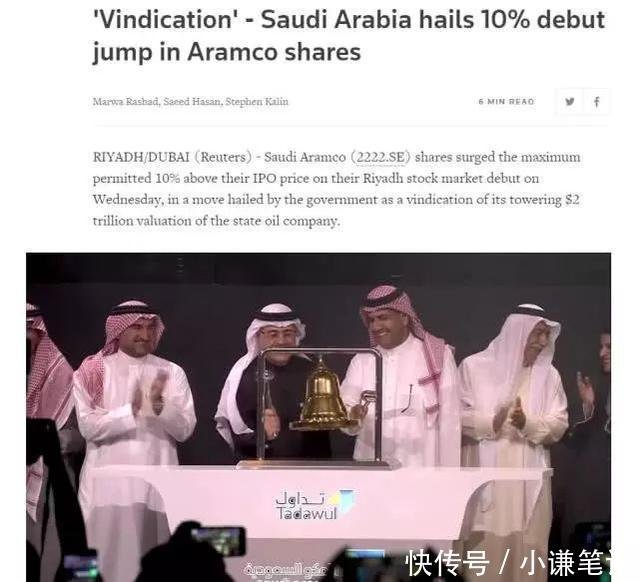 'Vindication' - Saudi Arabia hails 10% debut
jump in Aramco shares
Marwa Rashad, Saeed Hasan, Stephen Kalin
6 MIN READ
RIYADH/DUBAI (Reuters) - Saudi Aramco (2222.SE) shares surged the maximum
permitted 10% above their IPO price on their Riyadh stock market debut on
Wednesday, in a move hailed by the government as a vindication of its towering $2
trillion valuation of the state oil company.
تداول
Tadawul
السعودية
快传号 / 小谦笔